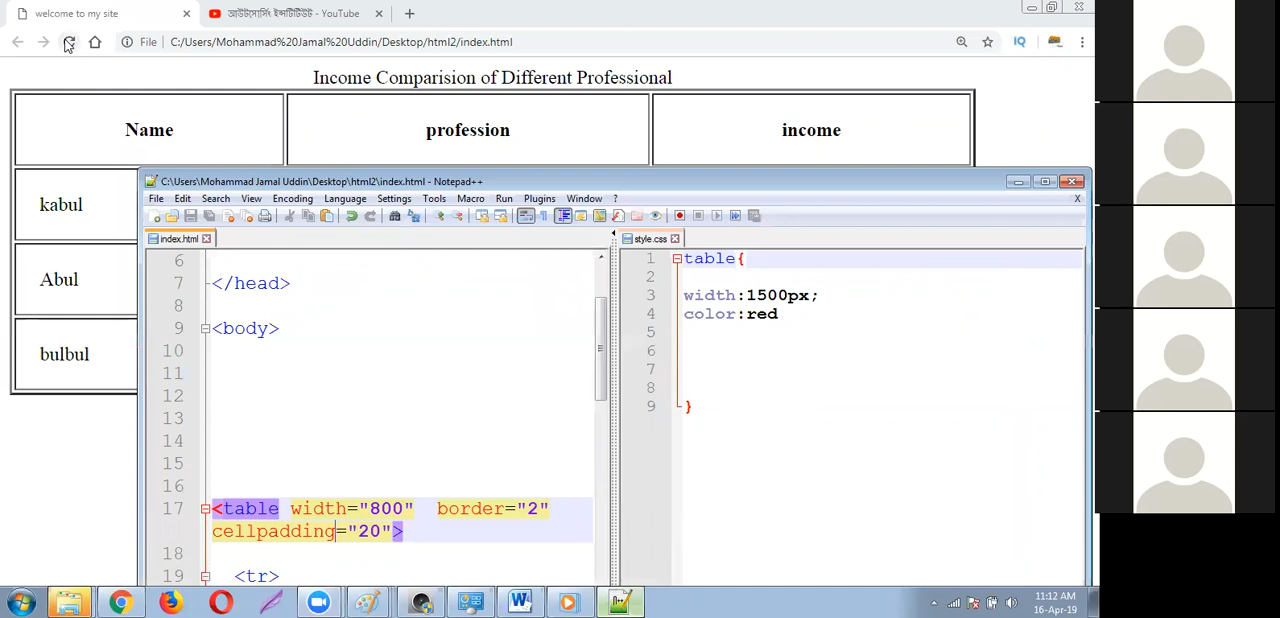 welcome to my site
আউটসোর্সিং ইন্সটিটিউট - YouTube
File C:/Users/Mohammad%20Jamal%20Uddin/Desktop/html2/index.html
IQ
Income Comparision of Different Professional
Name profession income
kabul
Abul
bulbul
C:\Users\Mohammad Jamal Uddin\Desktop\html2\index.html - Notepad++
File Edit Search View Encoding Language Settings Tools Macro Run Plugins Window ?
X
index.html
6
7 </head>
8
9 <body>
10
11
12
13
14
15
16
17 <table width="800" border="2"
cellpadding="20">
18
19 <tr>
style.css
1 table{
2
3 width:1500px;
4 color:red
5
6
7
8
9 }
11:12 AM
16-Apr-19